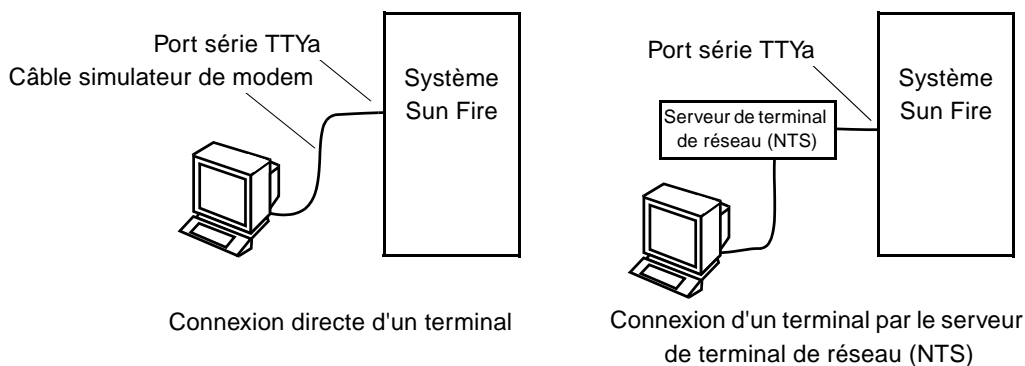 Port série TTYa
Câble simulateur de modem
Système
Sun Fire
Connexion directe d'un terminal
Port série TTYa
Serveur de terminal
de réseau (NTS)
Système
Sun Fire
Connexion d'un terminal par le serveur
de terminal de réseau (NTS)